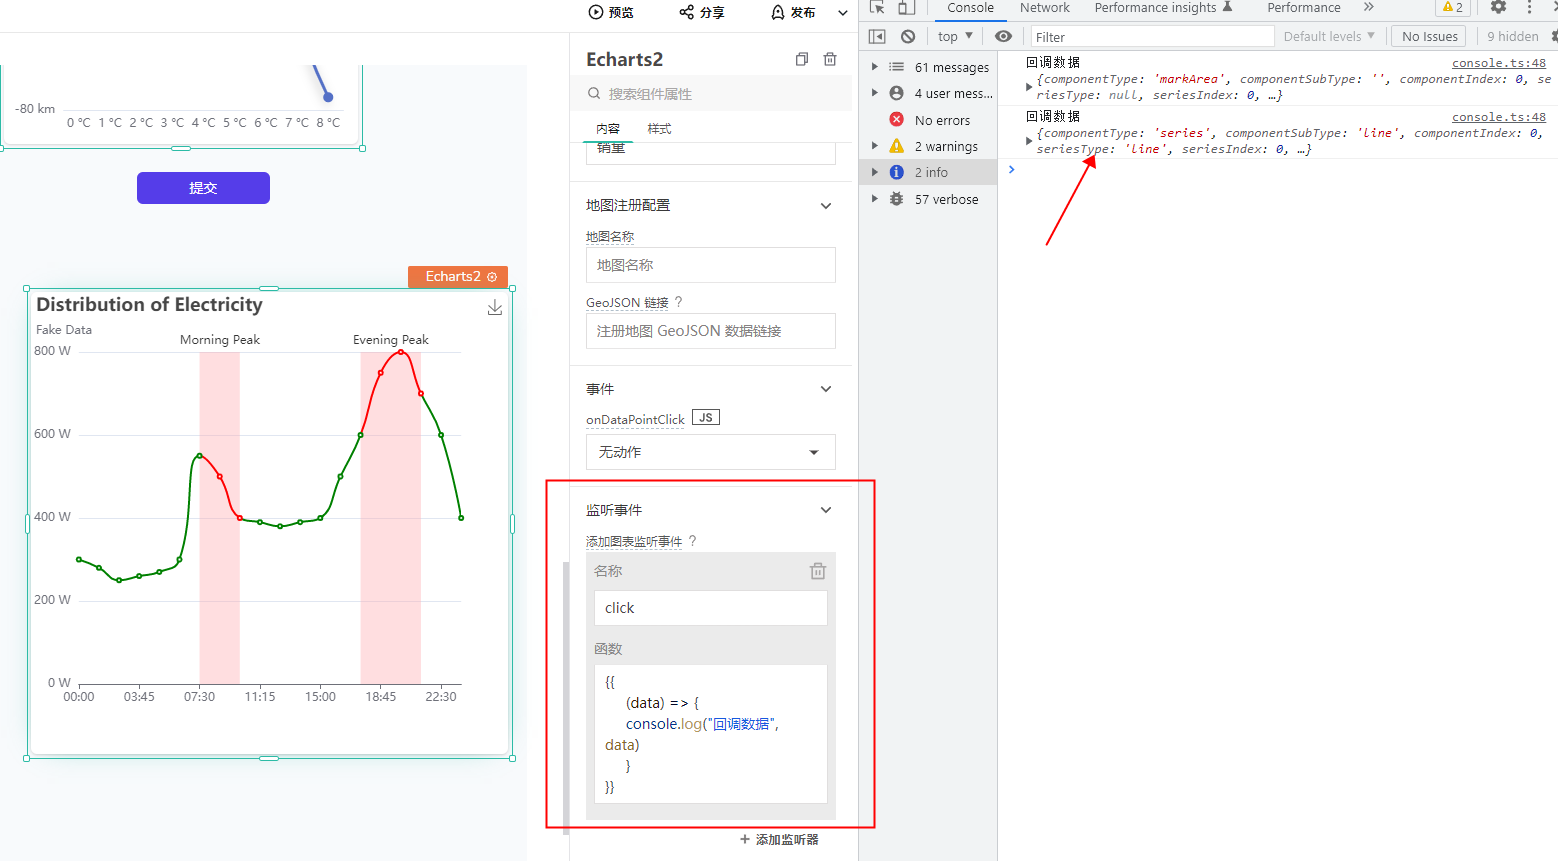 预览
分享
发布
-80 km
0 °C 1 °C 2 °C 3 °C 4 °C 5 °C 6 °C 7 °C 8 °C
提交
Echarts2
Distribution of Electricity
Fake Data
Morning Peak
Evening Peak
800 W
600 W
400 W
200 W
0 W
00:00 03:45 07:30 11:15 15:00 18:45 22:30
Echarts2
搜索组件属性
内容 样式
销量
地图注册配置
地图名称
地图名称
GeoJSON 链接 ?
注册地图 GeoJSON 数据链接
事件
onDataPointClick JS
无动作
监听事件
添加图表监听事件 ?
名称
click
函数
{{
(data) => {
console.log("回调数据",
data)
}
}}
+ 添加监听器
Console Network Performance insights Performance » 2
top Filter Default levels No Issues 9 hidden
61 messages
4 user mess...
No errors
2 warnings
2 info
57 verbose
回调数据 console.ts:48
{componentType: 'markArea', componentSubType: '', componentIndex: 0, se
riesType: null, seriesIndex: 0, …}
回调数据 console.ts:48
{componentType: 'series', componentSubType: 'line', componentIndex: 0,
seriesType: 'line', seriesIndex: 0, …}